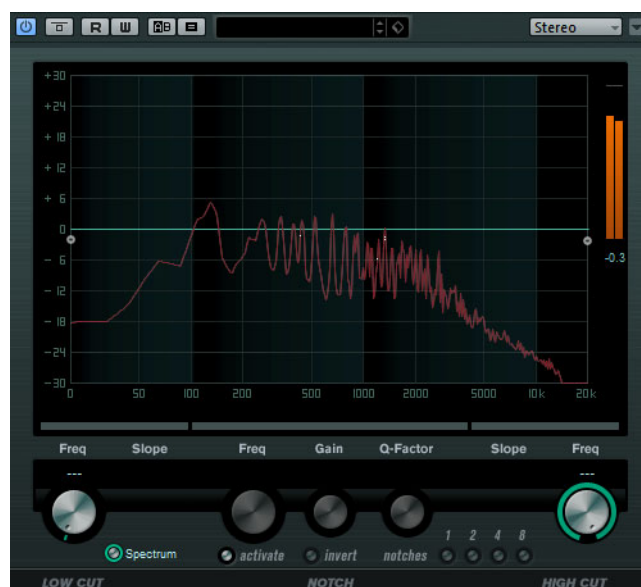 R W AB Stereo
+30
+24
+ 18
+ 12
+ 6
0
- 6
- 12
- 18
-24
-30
0 50 100 200 500 1000 2000 5000 10k 20k
-0.3
Freq Slope Freq Gain Q-Factor Slope Freq
--- ---
1 2 4 8
Spectrum activate invert notches
LOW CUT NOTCH HIGH CUT